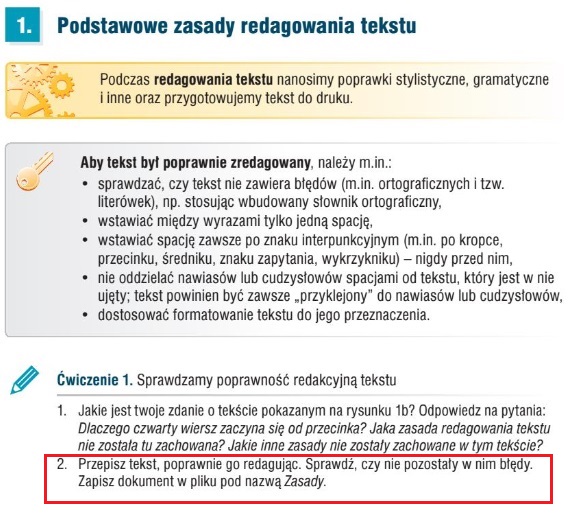 1. Podstawowe zasady redagowania tekstu
Podczas redagowania tekstu nanosimy poprawki stylistyczne, gramatyczne
i inne oraz przygotowujemy tekst do druku.
Aby tekst był poprawnie zredagowany, należy m.in.:
• sprawdzać, czy tekst nie zawiera błędów (m.in. ortograficznych i tzw.
literówek), np. stosując wbudowany słownik ortograficzny,
• wstawiać między wyrazami tylko jedną spację,
• wstawiać spację zawsze po znaku interpunkcyjnym (m.in. po kropce,
przecinku, średniku, znaku zapytania, wykrzykniku) – nigdy przed nim,
• nie oddzielać nawiasów lub cudzysłowów spacjami od tekstu, który jest w nie
ujęty; tekst powinien być zawsze „przyklejony” do nawiasów lub cudzysłowów,
• dostosować formatowanie tekstu do jego przeznaczenia.
Ćwiczenie 1. Sprawdzamy poprawność redakcyjną tekstu
1. Jakie jest twoje zdanie o tekście pokazanym na rysunku 1b? Odpowiedz na pytania:
Dlaczego czwarty wiersz zaczyna się od przecinka? Jaka zasada redagowania tekstu
nie została tu zachowana? Jakie inne zasady nie zostały zachowane w tym tekście?
2. Przepisz tekst, poprawnie go redagując. Sprawdź, czy nie pozostały w nim błędy.
Zapisz dokument w pliku pod nazwą Zasady.